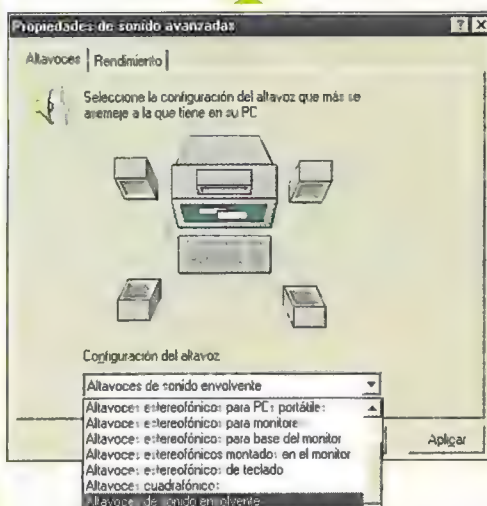 Propiedades de sonido avanzadas
Altavoces
Rendimiento
Seleccione la configuración del altavoz que más se
asemeje a la que tiene en su PC
Configuración del altavoz
Altavoces de sonido envolvente
Altavoces estereofónicos para PCs portátiles
Altavoces estereofónicos para monitores
Altavoces estereofónicos para base del monitor
Altavoces estereofónicos montados en el monitor
Altavoces estereofónicos de teclado
Altavoces cuadrafónicos
Altavoces de sonido envolvente
Apligar